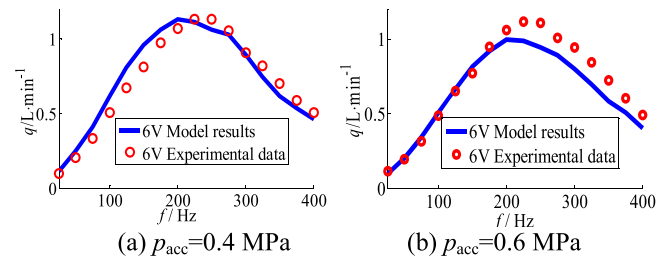 q/L·min⁻¹
1
0.5
0
6V Model results
6V Experimental data
100 200 300 400
f / Hz
(a) pacc=0.4 MPa
q/L·min⁻¹
1
0.5
0
6V Model results
6V Experimental data
100 200 300 400
f / Hz
(b) pacc=0.6 MPa